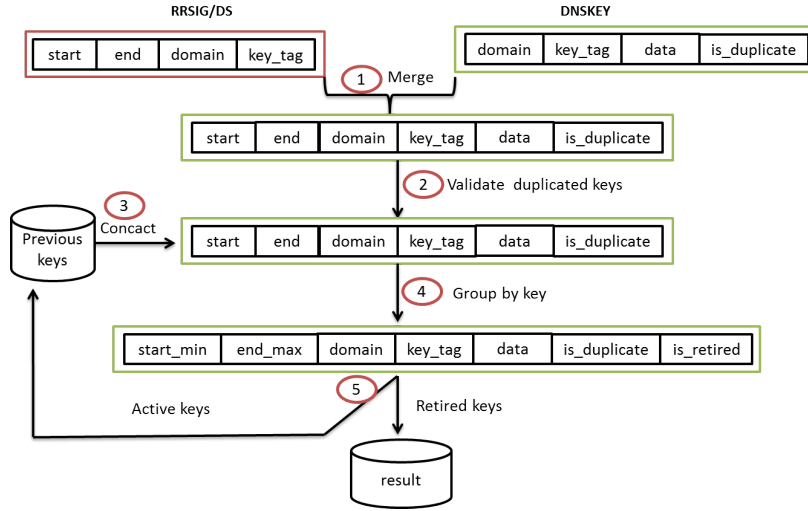 RRSIG/DS
DNSKEY
start end domain key_tag
domain key_tag data is_duplicate
1 Merge
start end domain key_tag data is_duplicate
2 Validate duplicated keys
3
Concact
Previous
keys
start end domain key_tag data is_duplicate
4 Group by key
start_min end_max domain key_tag data is_duplicate is_retired
5
Active keys
Retired keys
result